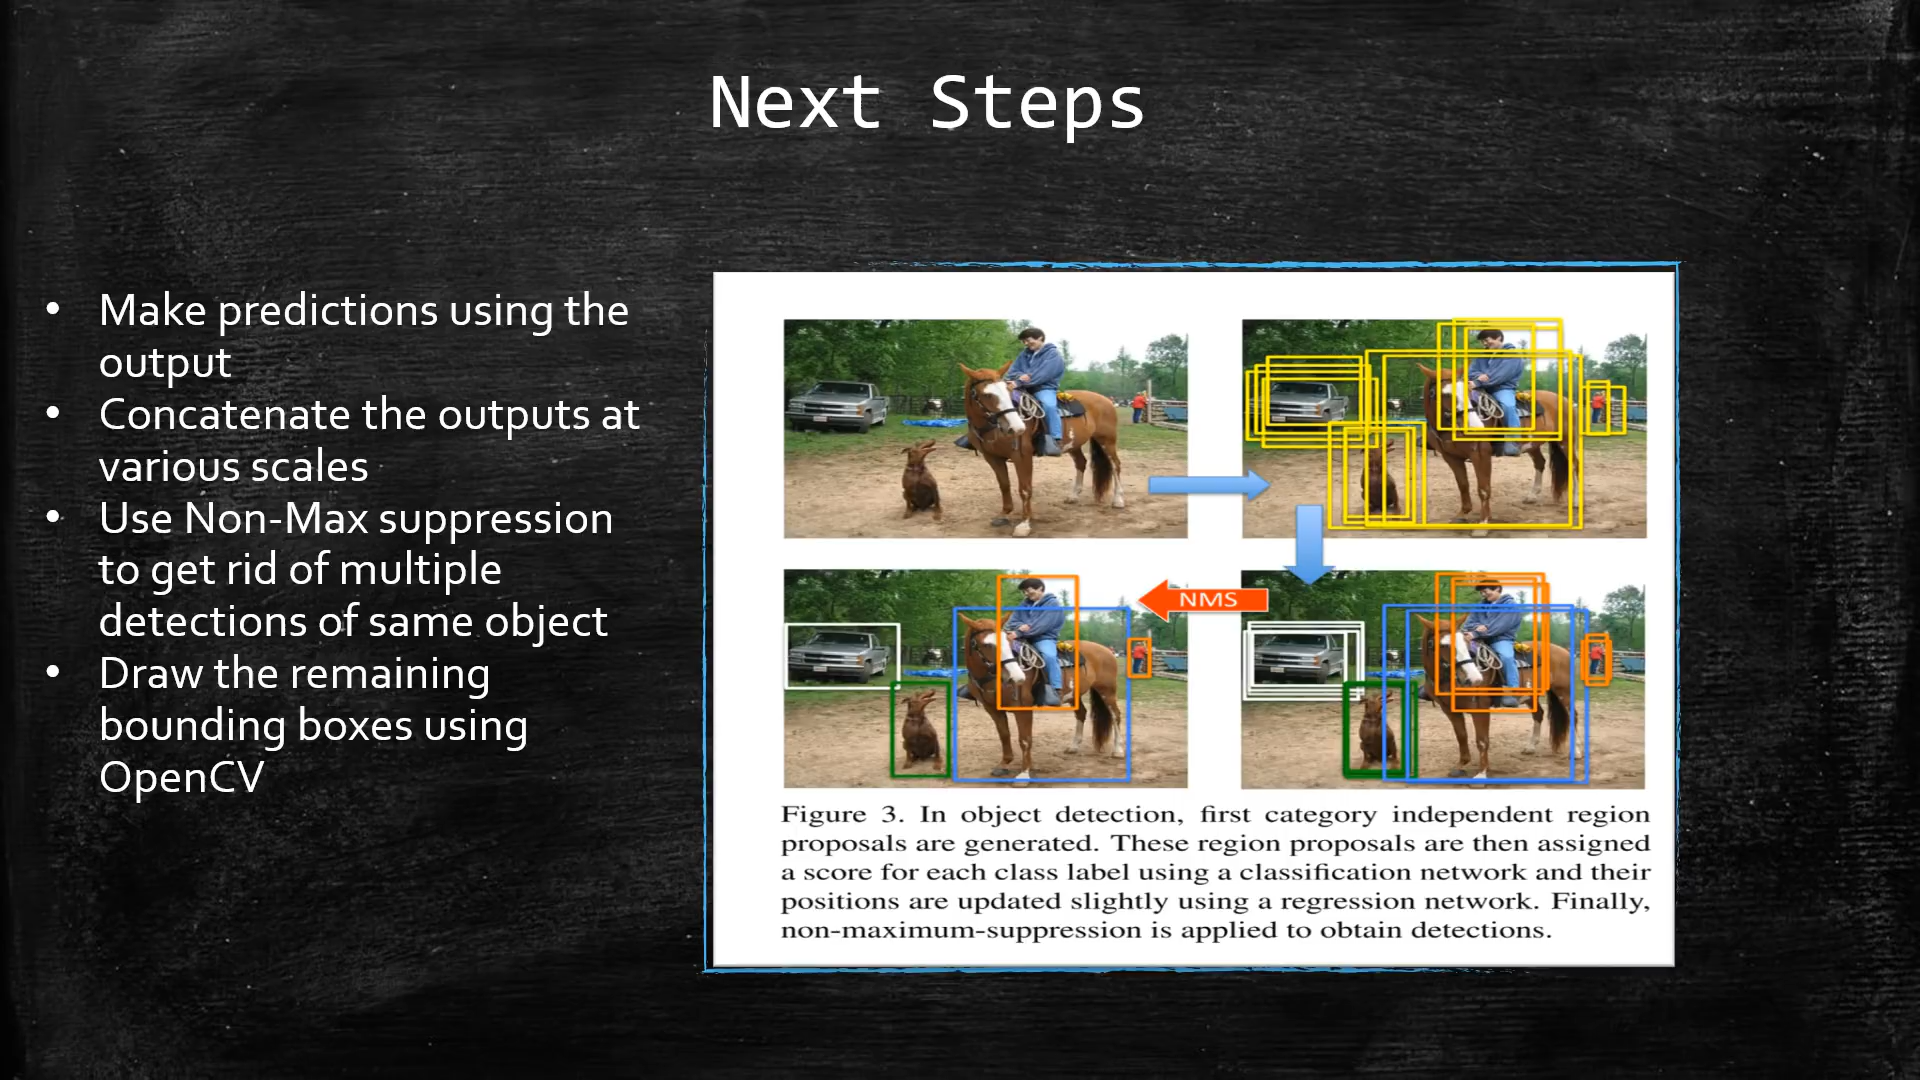 Next Steps
• Make predictions using the
output
• Concatenate the outputs at
various scales
• Use Non-Max suppression
to get rid of multiple
detections of same object
• Draw the remaining
bounding boxes using
OpenCV
NMS
Figure 3. In object detection, first category independent region
proposals are generated. These region proposals are then assigned
a score for each class label using a classification network and their
positions are updated slightly using a regression network. Finally,
non-maximum-suppression is applied to obtain detections.